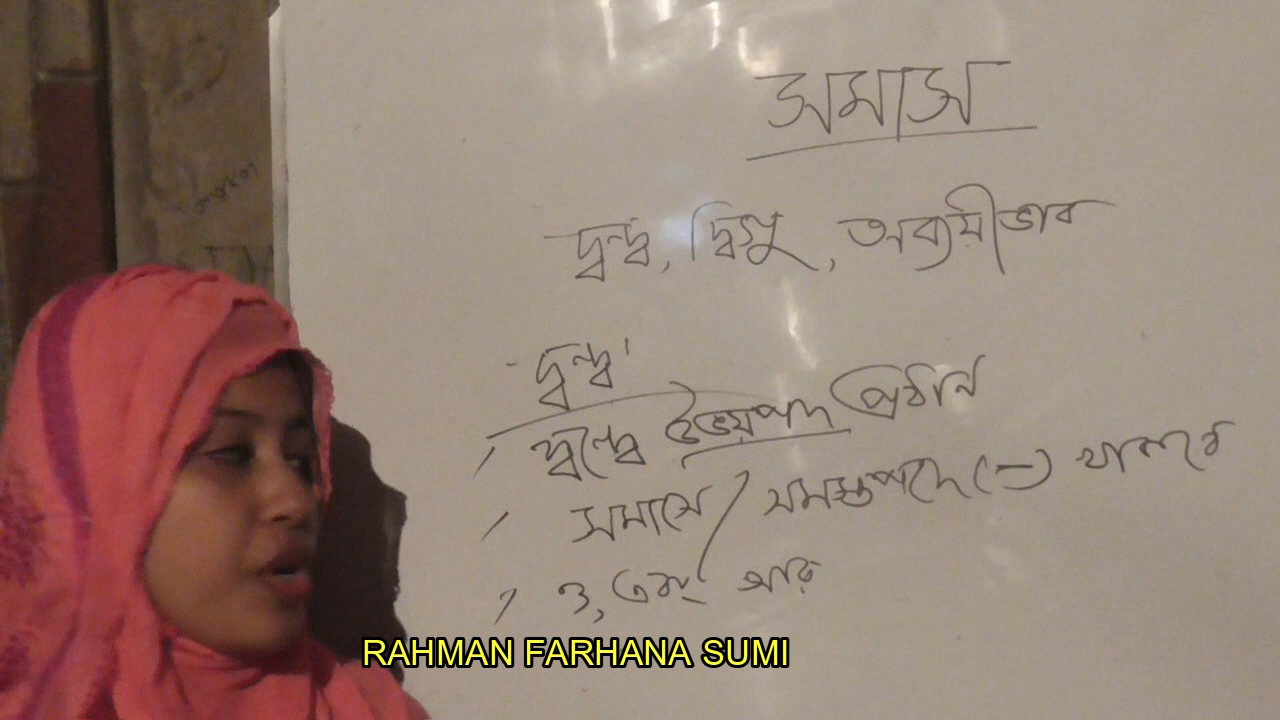 সমাস
দ্বন্দ্ব, দ্বিগু, অব্যয়ীভাব
দ্বন্দ্ব
দ্বন্দ্বে উভয়পদ প্রধান
সমাসে / সমস্তপদে (-) থাকবে
ও, এবং আর
RAHMAN FARHANA SUMI